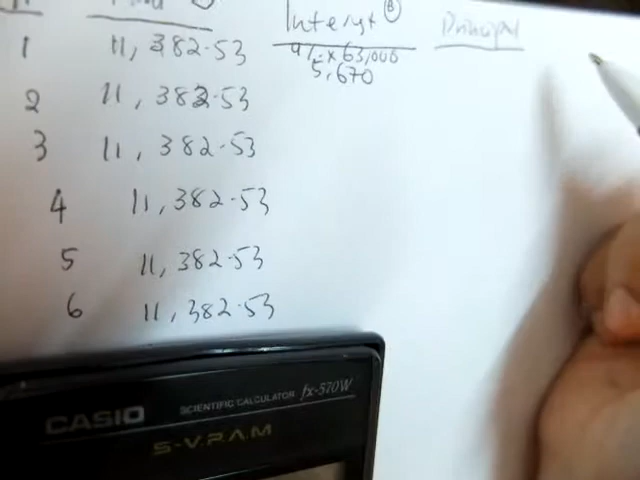 Interest B Principal
1 11,382.53 9% x 63,000
5,670
2 11,382.53
3 11,382.53
4 11,382.53
5 11,382.53
6 11,382.53
CASIO SCIENTIFIC CALCULATOR fx-570W
S-V.P.A.M